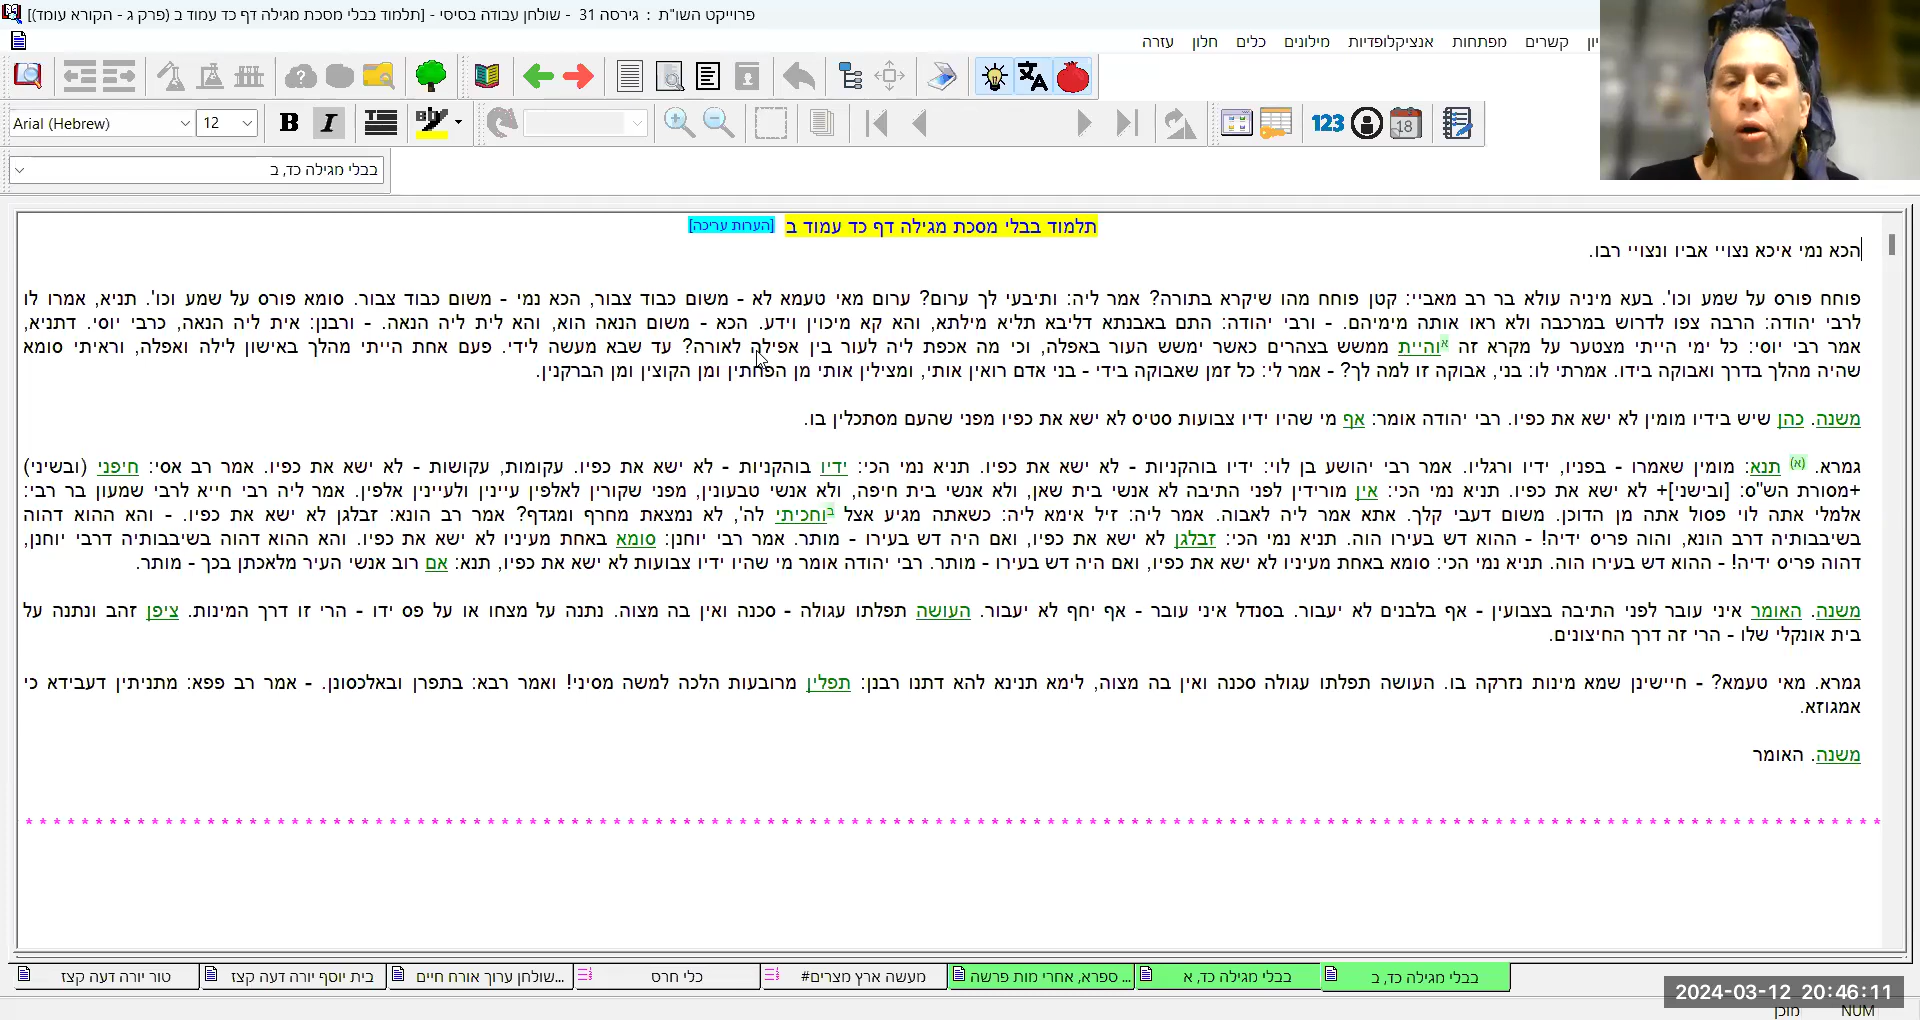 פרוייקט השו"ת : גירסה 31 - שולחן עבודה בסיסי - [תלמוד בבלי מסכת מגילה דף כד עמוד ב (פרק ג - הקורא עומד)]
קשרים מפתחות אנציקלופדיות מילונים כלים חלון עזרה
Arial (Hebrew) 12 B I By 123 18
בבלי מגילה כד, ב
תלמוד בבלי מסכת מגילה דף כד עמוד ב [הערות עריכה]
הכא נמי איכא נצויי אביו ונצויי רבו.
פוחח פורס על שמע וכו'. בעא מיניה עולא בר רב מאביי: קטן פוחח מהו שיקרא בתורה? אמר ליה: ותיבעי לך ערום? ערום מאי טעמא לא - משום כבוד צבור, הכא נמי - משום כבוד צבור. סומא פורס על שמע וכו'. תניא, אמרו לו
לרבי יהודה: הרבה צפו לדרוש במרכבה ולא ראו אותה מימיהם. - ורבי יהודה: התם באבנתא דליבא תליא מילתא, והא קא מיכוין וידע. הכא - משום הנאה הוא, והא לית ליה הנאה. - ורבנן: אית ליה הנאה, כרבי יוסי. דתניא,
אמר רבי יוסי: כל ימי הייתי מצטער על מקרא זה א והיית ממשש בצהרים כאשר ימשש העור באפלה, וכי מה אכפת ליה לעור בין אפילה לאורה? עד שבא מעשה לידי. פעם אחת הייתי מהלך באישון לילה ואפלה, וראיתי סומא
שהיה מהלך בדרך ואבוקה בידו. אמרתי לו: בני, אבוקה זו למה לך? - אמר לי: כל זמן שאבוקה בידי - בני אדם רואין אותי, ומצילין אותי מן הפחתין ומן הקוצין ומן הברקנין.
משנה. כהן שיש בידיו מומין לא ישא את כפיו. רבי יהודה אומר: אף מי שהיו ידיו צבועות סטיס לא ישא את כפיו מפני שהעם מסתכלין בו.
גמרא. (א) תנא: מומין שאמרו - בפניו, ידיו ורגליו. אמר רבי יהושע בן לוי: ידיו בוהקניות - לא ישא את כפיו. תניא נמי הכי: ידיו בוהקניות - לא ישא את כפיו. עקומות, עקושות - לא ישא את כפיו. אמר רב אסי: חיפני (ובשיני)
+מסורת הש"ס: [ובישני]+ לא ישא את כפיו. תניא נמי הכי: אין מורידין לפני התיבה לא אנשי בית שאן, ולא אנשי בית חיפה, ולא אנשי טבעונין, מפני שקורין לאלפין עיינין ולעיינין אלפין. אמר ליה רבי חייא לרבי שמעון בר רבי:
אלמלי אתה לוי פסול אתה מן הדוכן. משום דעבי קלך. אתא אמר ליה לאבוה. אמר ליה: זיל אימא ליה: כשאתה מגיע אצל ב וחכיתי לה', לא נמצאת מחרף ומגדף? אמר רב הונא: זבלגן לא ישא את כפיו. - והא ההוא דהוה
בשיבבותיה דרב הונא, והוה פריס ידיה! - ההוא דש בעירו הוה. תניא נמי הכי: זבלגן לא ישא את כפיו, ואם היה דש בעירו - מותר. אמר רבי יוחנן: סומא באחת מעיניו לא ישא את כפיו. והא ההוא דהוה בשיבבותיה דרבי יוחנן,
דהוה פריס ידיה! - ההוא דש בעירו הוה. תניא נמי הכי: סומא באחת מעיניו לא ישא את כפיו, ואם היה דש בעירו - מותר. רבי יהודה אומר מי שהיו ידיו צבועות לא ישא את כפיו, תנא: אם רוב אנשי העיר מלאכתן בכך - מותר.
משנה. האומר איני עובר לפני התיבה בצבועין - אף בלבנים לא יעבור. בסנדל איני עובר - אף יחף לא יעבור. העושה תפלתו עגולה - סכנה ואין בה מצוה. נתנה על מצחו או על פס ידו - הרי זו דרך המינות. ציפן זהב ונתנה על
בית אונקלי שלו - הרי זה דרך החיצונים.
גמרא. מאי טעמא? - חיישינן שמא מינות נזרקה בו. העושה תפלתו עגולה סכנה ואין בה מצוה, לימא תנינא להא דתנו רבנן: תפלין מרובעות הלכה למשה מסיני! ואמר רבא: בתפרן ובאלכסונן. - אמר רב פפא: מתניתין דעבידא כי
אמגוזא.
משנה. האומר
בבלי מגילה כד, ב
בבלי מגילה כד, א
ספרא, אחרי מות פרשה ...
מעשה ארץ מצרים#
כלי חרס
שולחן ערוך אורח חיים...
בית יוסף יורה דעה קצז
טור יורה דעה קצז
2024-03-12 20:46:11
מוכן NUM